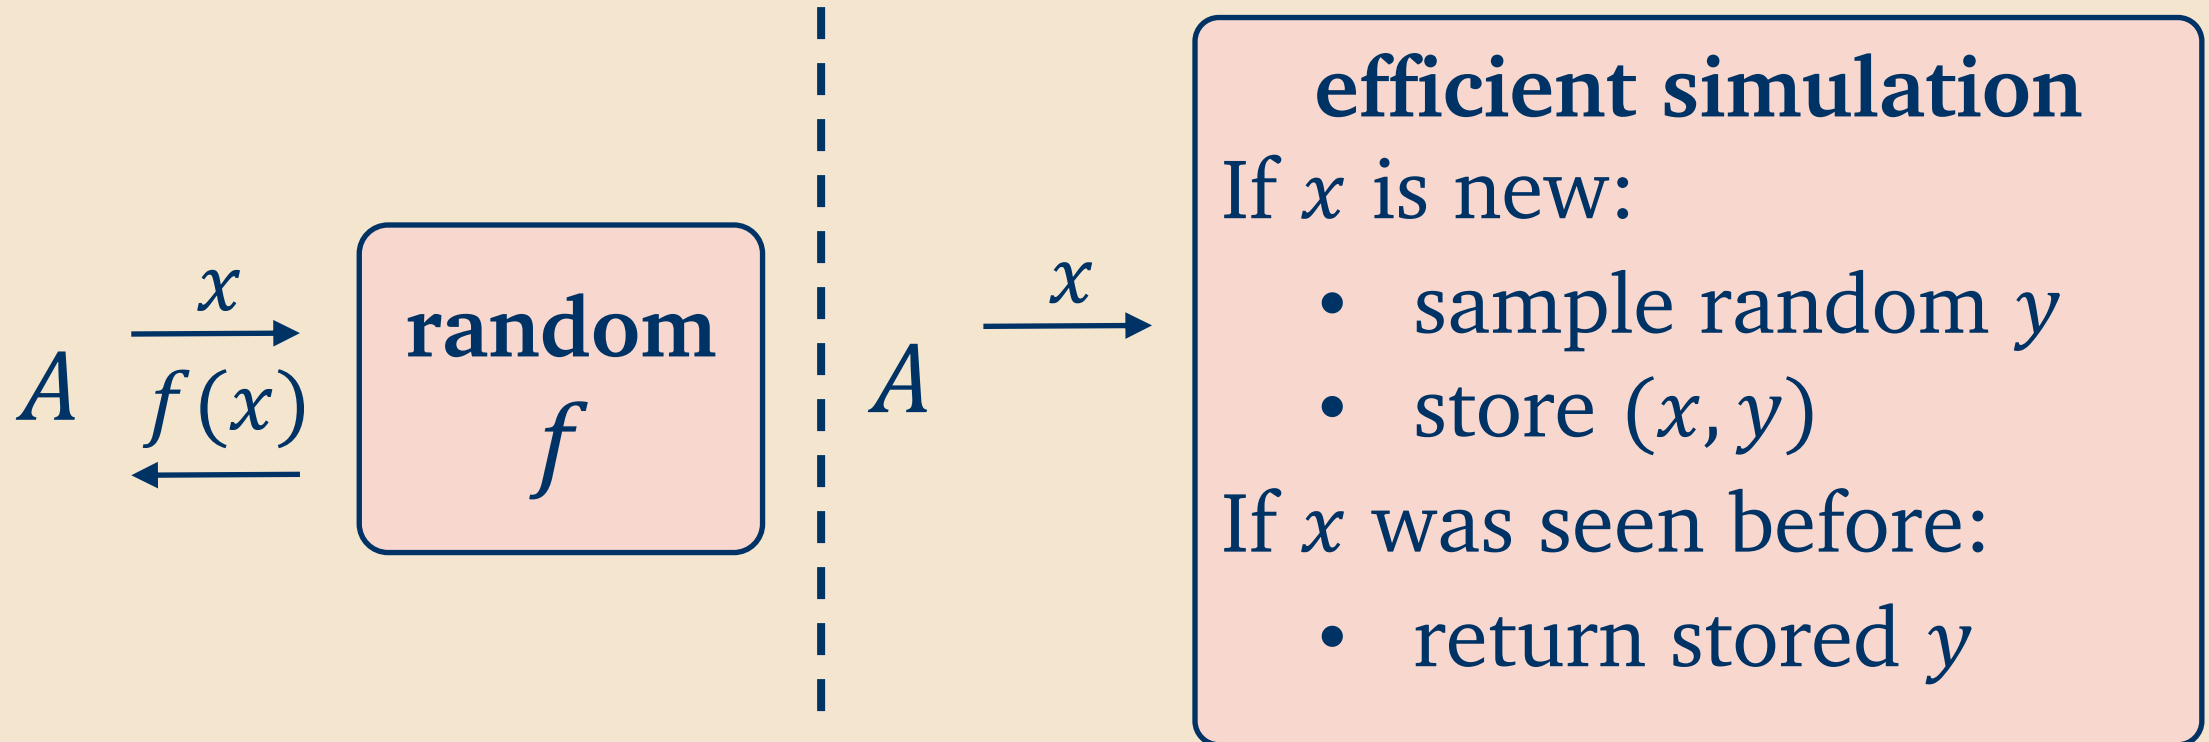 A
x
f(x)
random
f
A
x
efficient simulation
If x is new:
• sample random y
• store (x, y)
If x was seen before:
• return stored y